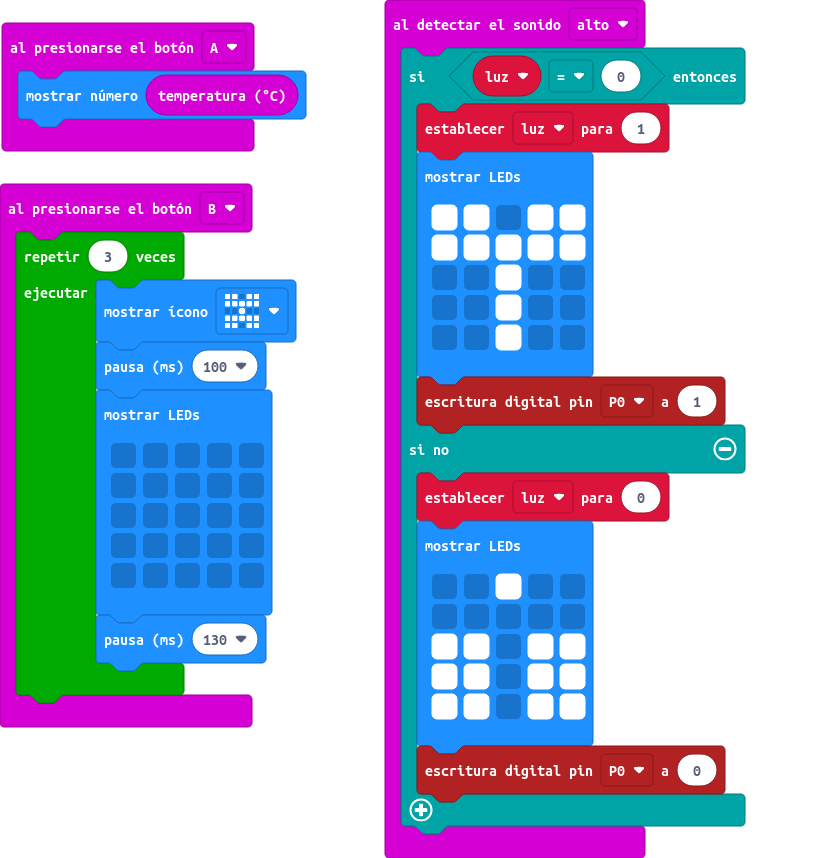 al presionarse el botón A
mostrar número temperatura (°C)
al presionarse el botón B
repetir 3 veces
ejecutar
mostrar ícono
pausa (ms) 100
mostrar LEDs
pausa (ms) 130
al detectar el sonido alto
si luz = 0 entonces
establecer luz para 1
mostrar LEDs
escritura digital pin P0 a 1
si no
establecer luz para 0
mostrar LEDs
escritura digital pin P0 a 0